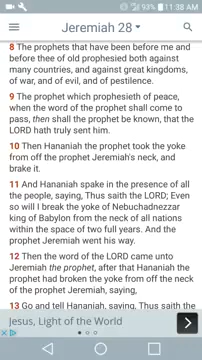 93% 11:38 AM
Jeremiah 28
8 The prophets that have been before me and
before thee of old prophesied both against
many countries, and against great kingdoms,
of war, and of evil, and of pestilence.
9 The prophet which prophesieth of peace,
when the word of the prophet shall come to
pass, then shall the prophet be known, that the
LORD hath truly sent him.
10 Then Hananiah the prophet took the yoke
from off the prophet Jeremiah's neck, and
brake it.
11 And Hananiah spake in the presence of all
the people, saying, Thus saith the LORD; Even
so will I break the yoke of Nebuchadnezzar
king of Babylon from the neck of all nations
within the space of two full years. And the
prophet Jeremiah went his way.
12 Then the word of the LORD came unto
Jeremiah the prophet, after that Hananiah the
prophet had broken the yoke from off the neck
of the prophet Jeremiah, saying,
13 Go and tell Hananiah, saying, Thus saith the
Jesus, Light of the World